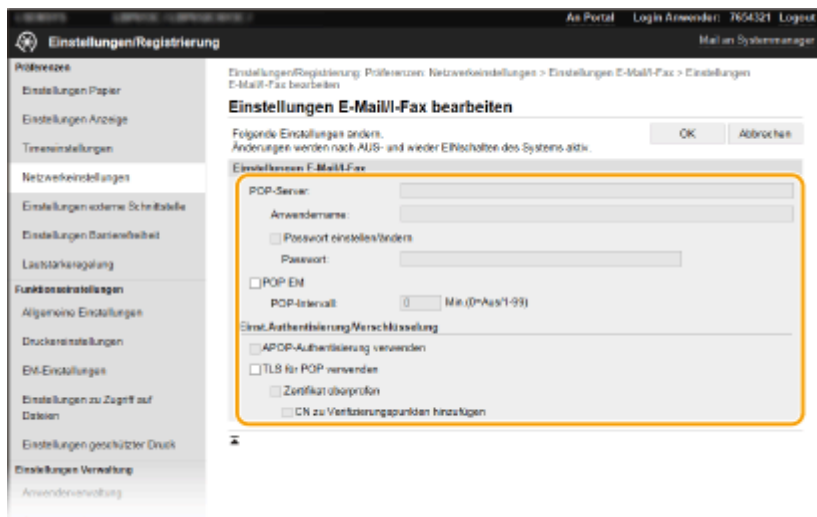 An Portal Login Anwender: 7654321 Logout
Einstellungen/Registrierung
Mail an Systemmanager
Präferenzen
Einstellungen Papier
Einstellungen Anzeige
Timereinstellungen
Netzwerkeinstellungen
Einstellungen externe Schnittstelle
Einstellungen Barrierefreiheit
Lautstärkeregelung
Funktionseinstellungen
Allgemeine Einstellungen
Druckereinstellungen
EM-Einstellungen
Einstellungen zu Zugriff auf
Dateien
Einstellungen geschützter Druck
Einstellungen Verwaltung
Anwenderverwaltung
Einstellungen/Registrierung: Präferenzen: Netzwerkeinstellungen > Einstellungen E-Mail/I-Fax > Einstellungen
E-Mail/I-Fax bearbeiten
Einstellungen E-Mail/I-Fax bearbeiten
Folgende Einstellungen ändern.
Änderungen werden nach AUS- und wieder EINschalten des Systems aktiv.
OK Abbrechen
Einstellungen E-Mail/I-Fax
POP-Server:
Anwendername:
Passwort einstellen/ändern
Passwort:
POP EM
POP-Intervall: 0 Min.(0=Aus/1-99)
Einst.Authentisierung/Verschlüsselung
APOP-Authentisierung verwenden
TLS für POP verwenden
Zertifikat überprüfen
CN zu Verifizierungspunkten hinzufügen